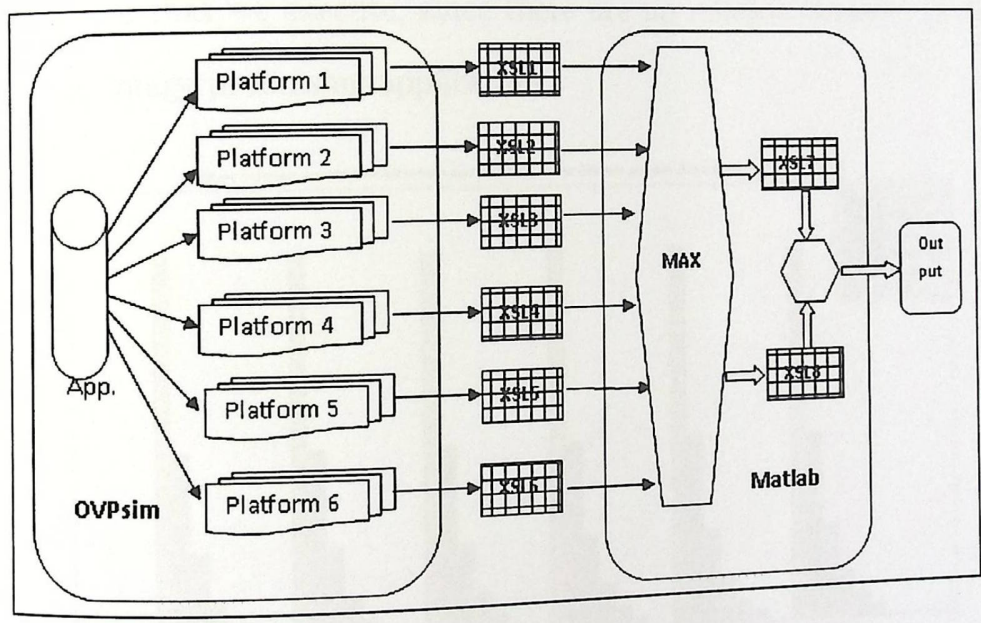 Platform 1
XSL1
Platform 2
XSL2
XSL7
Platform 3
XSL3
MAX
Out
put
Platform 4
XSL4
App.
XSL8
Platform 5
XSL5
Matlab
Platform 6
XSL6
OVPsim